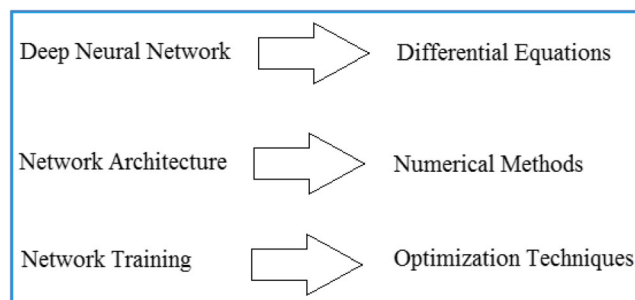 Deep Neural Network Differential Equations
Network Architecture Numerical Methods
Network Training Optimization Techniques